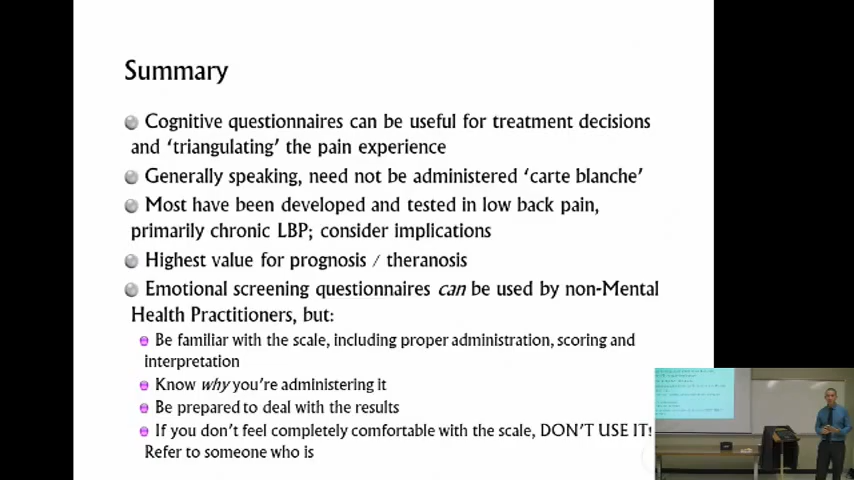 Summary
Cognitive questionnaires can be useful for treatment decisions
and ‘triangulating’ the pain experience
Generally speaking, need not be administered ‘carte blanche’
Most have been developed and tested in low back pain,
primarily chronic LBP; consider implications
Highest value for prognosis / theranosis
Emotional screening questionnaires can be used by non-Mental
Health Practitioners, but:
Be familiar with the scale, including proper administration, scoring and
interpretation
Know why you’re administering it
Be prepared to deal with the results
If you don’t feel completely comfortable with the scale, DON’T USE IT!
Refer to someone who is